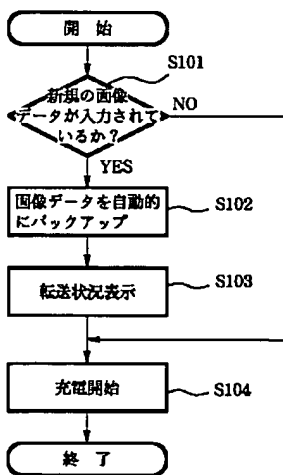 開 始
S101
新規の画像
データが入力されて
いるか？
NO
YES
画像データを自動的
にバックアップ
S102
転送状況表示
S103
充電開始
S104
終 了